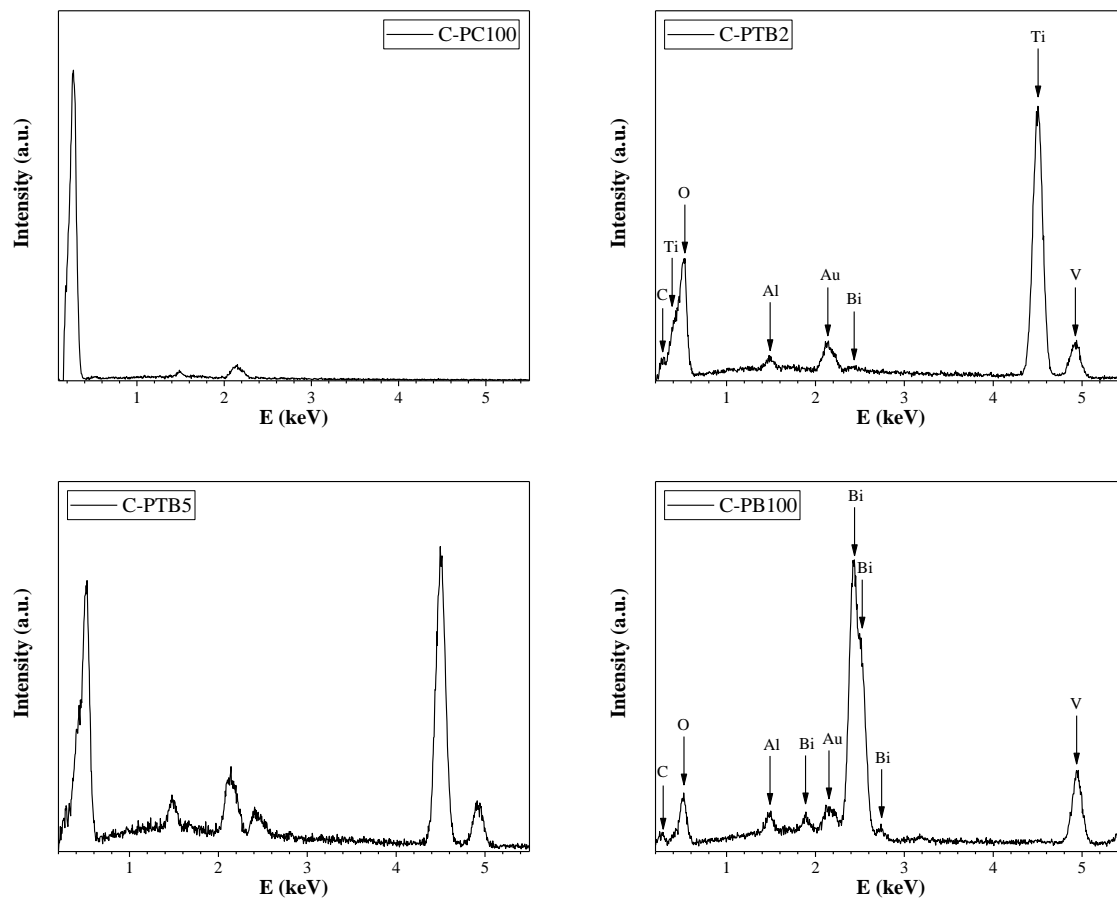 C-PC100
Intensity (a.u.)
1 2 3 4 5
E (keV)
C-PTB2
Intensity (a.u.)
C
Ti
O
Al
Au
Bi
Ti
V
1 2 3 4 5
E (keV)
C-PTB5
Intensity (a.u.)
1 2 3 4 5
E (keV)
C-PB100
Intensity (a.u.)
C
O
Al
Bi
Au
Bi
Bi
Bi
V
1 2 3 4 5
E (keV)